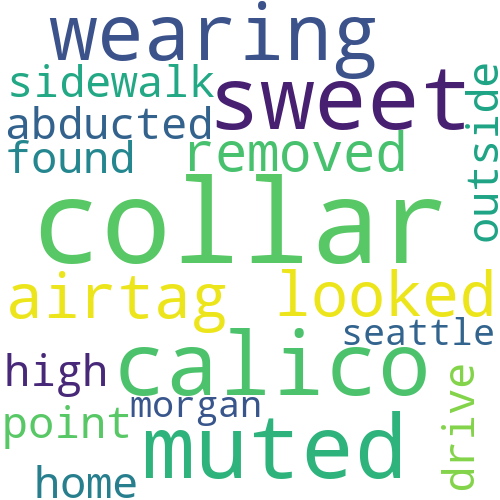 wearing
sidewalk
sweet
outside
abducted
found
removed
collar
airtag
looked
seattle
calico
high
morgan
drive
point
muted
home